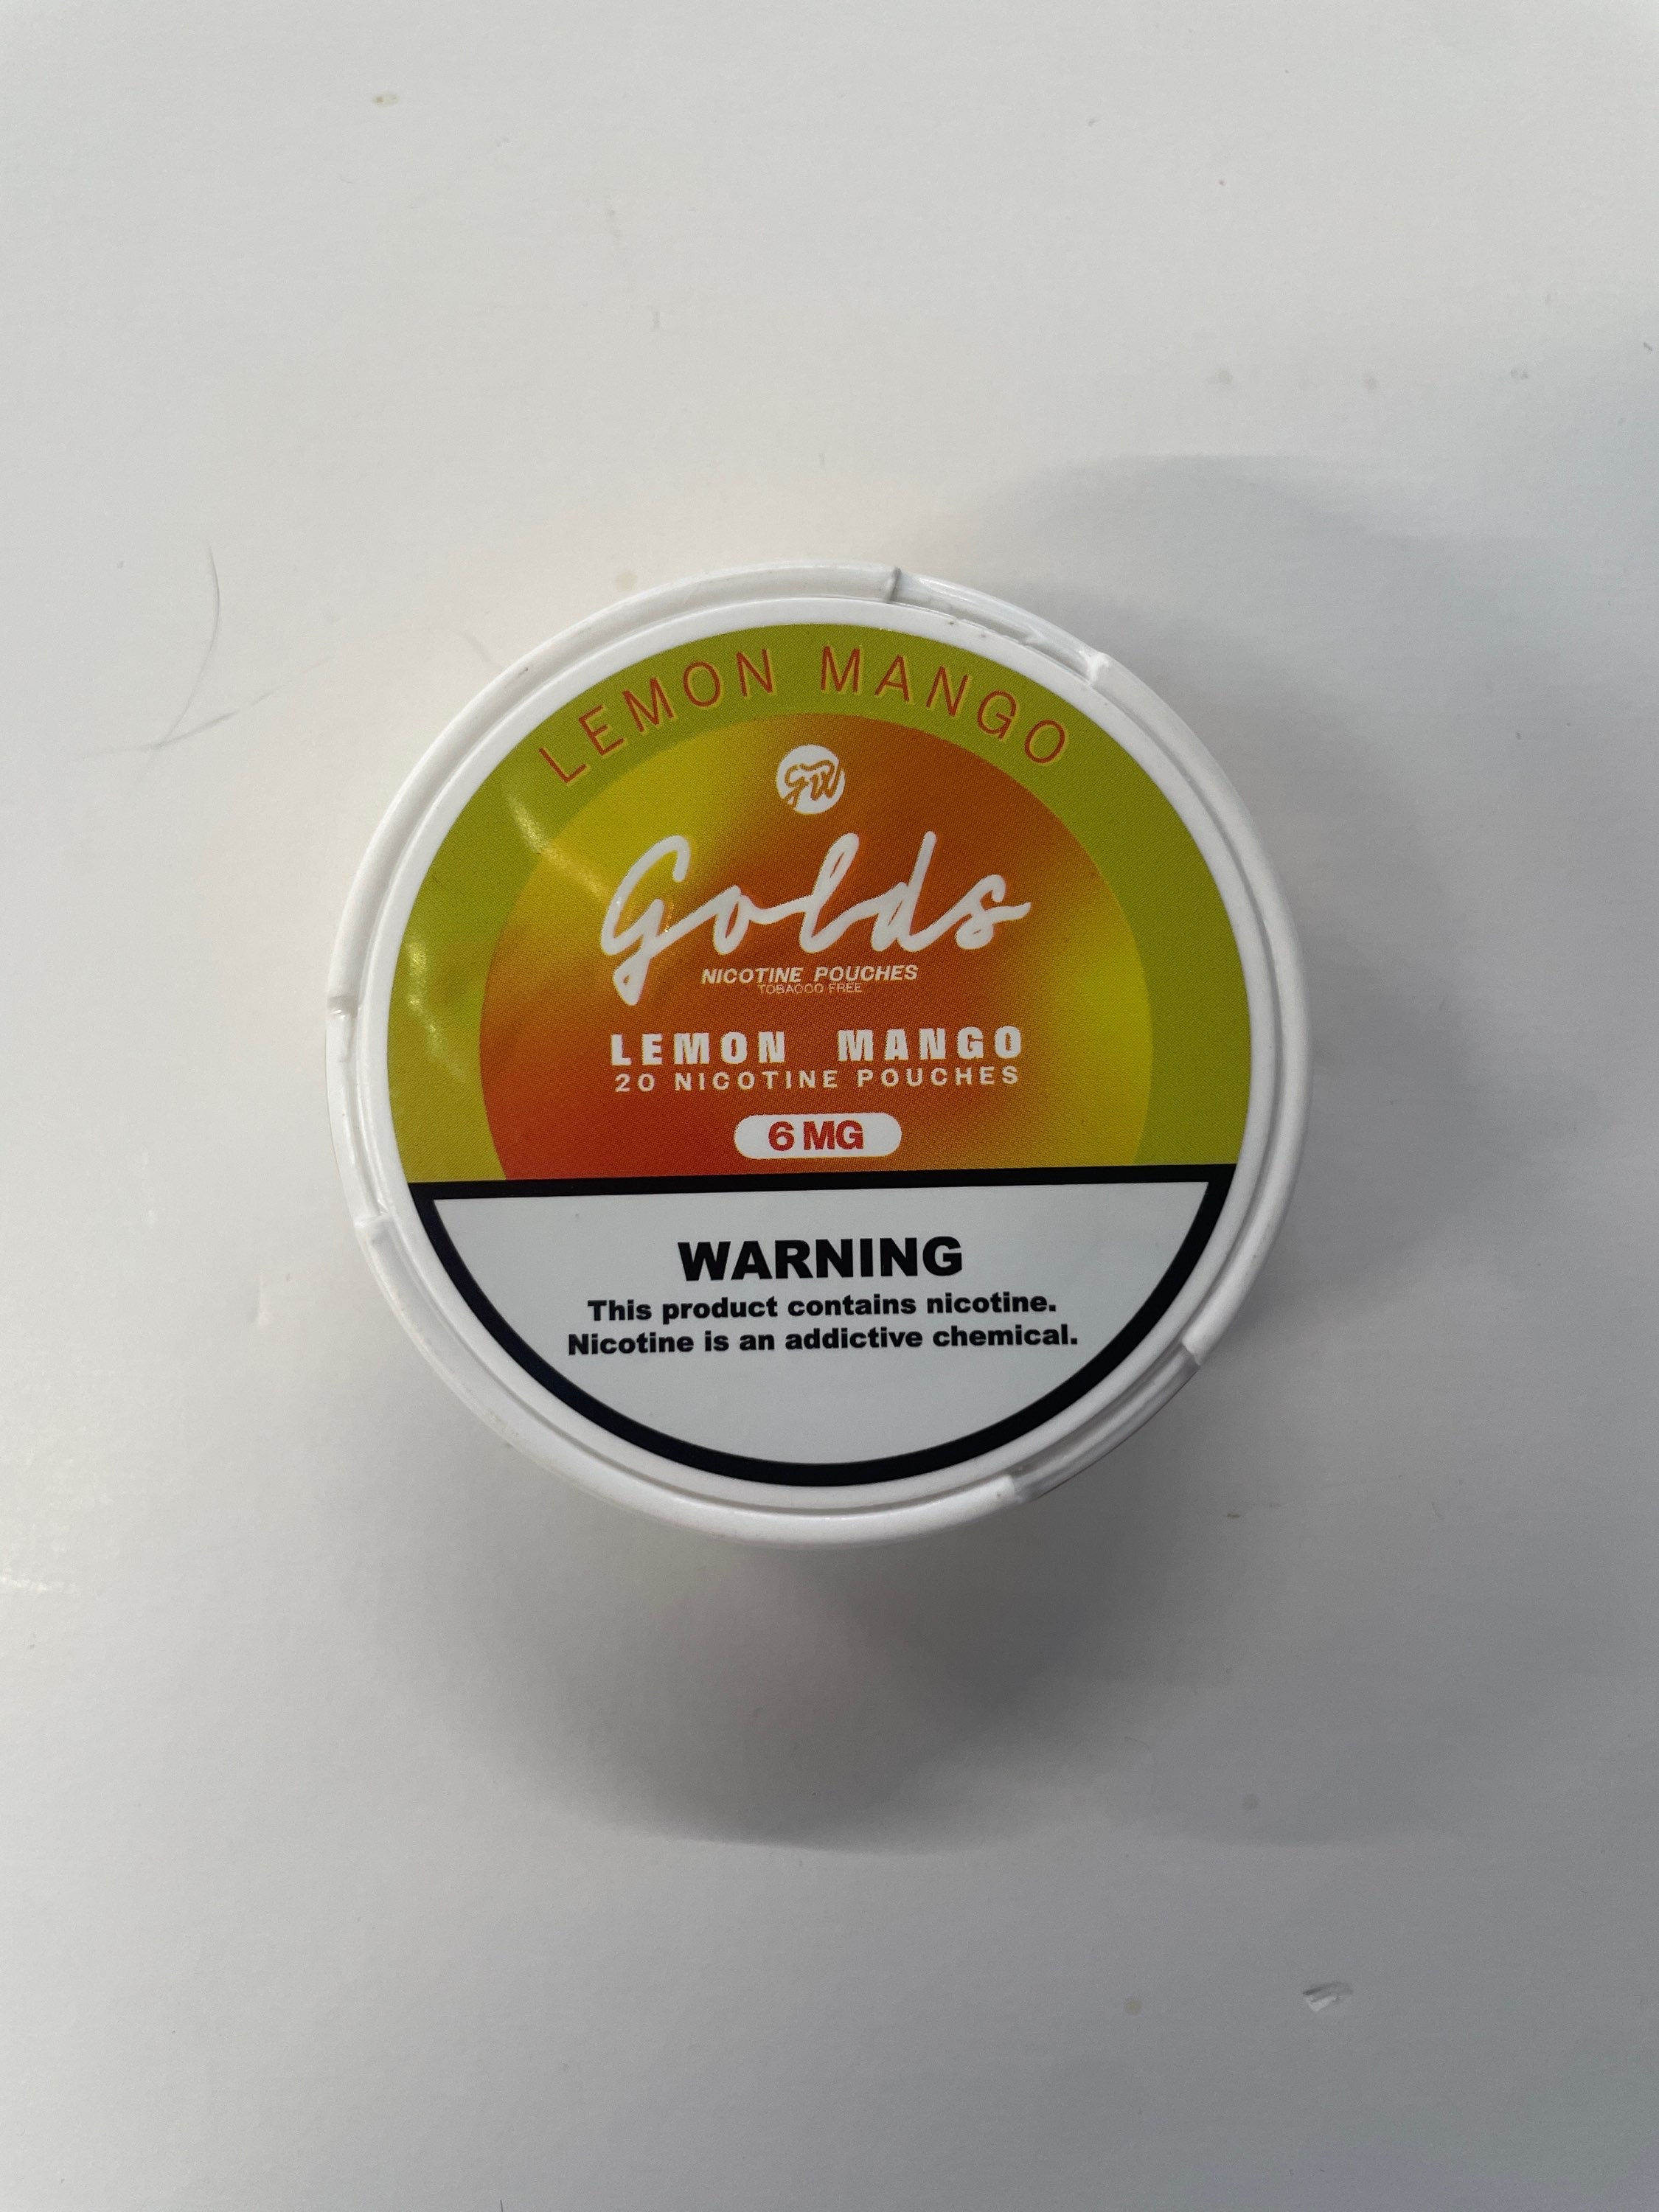 LEMON MANGO
GW
Golds
NICOTINE POUCHES
TOBACCO FREE
LEMON MANGO
20 NICOTINE POUCHES
6 MG
WARNING
This product contains nicotine.
Nicotine is an addictive chemical.